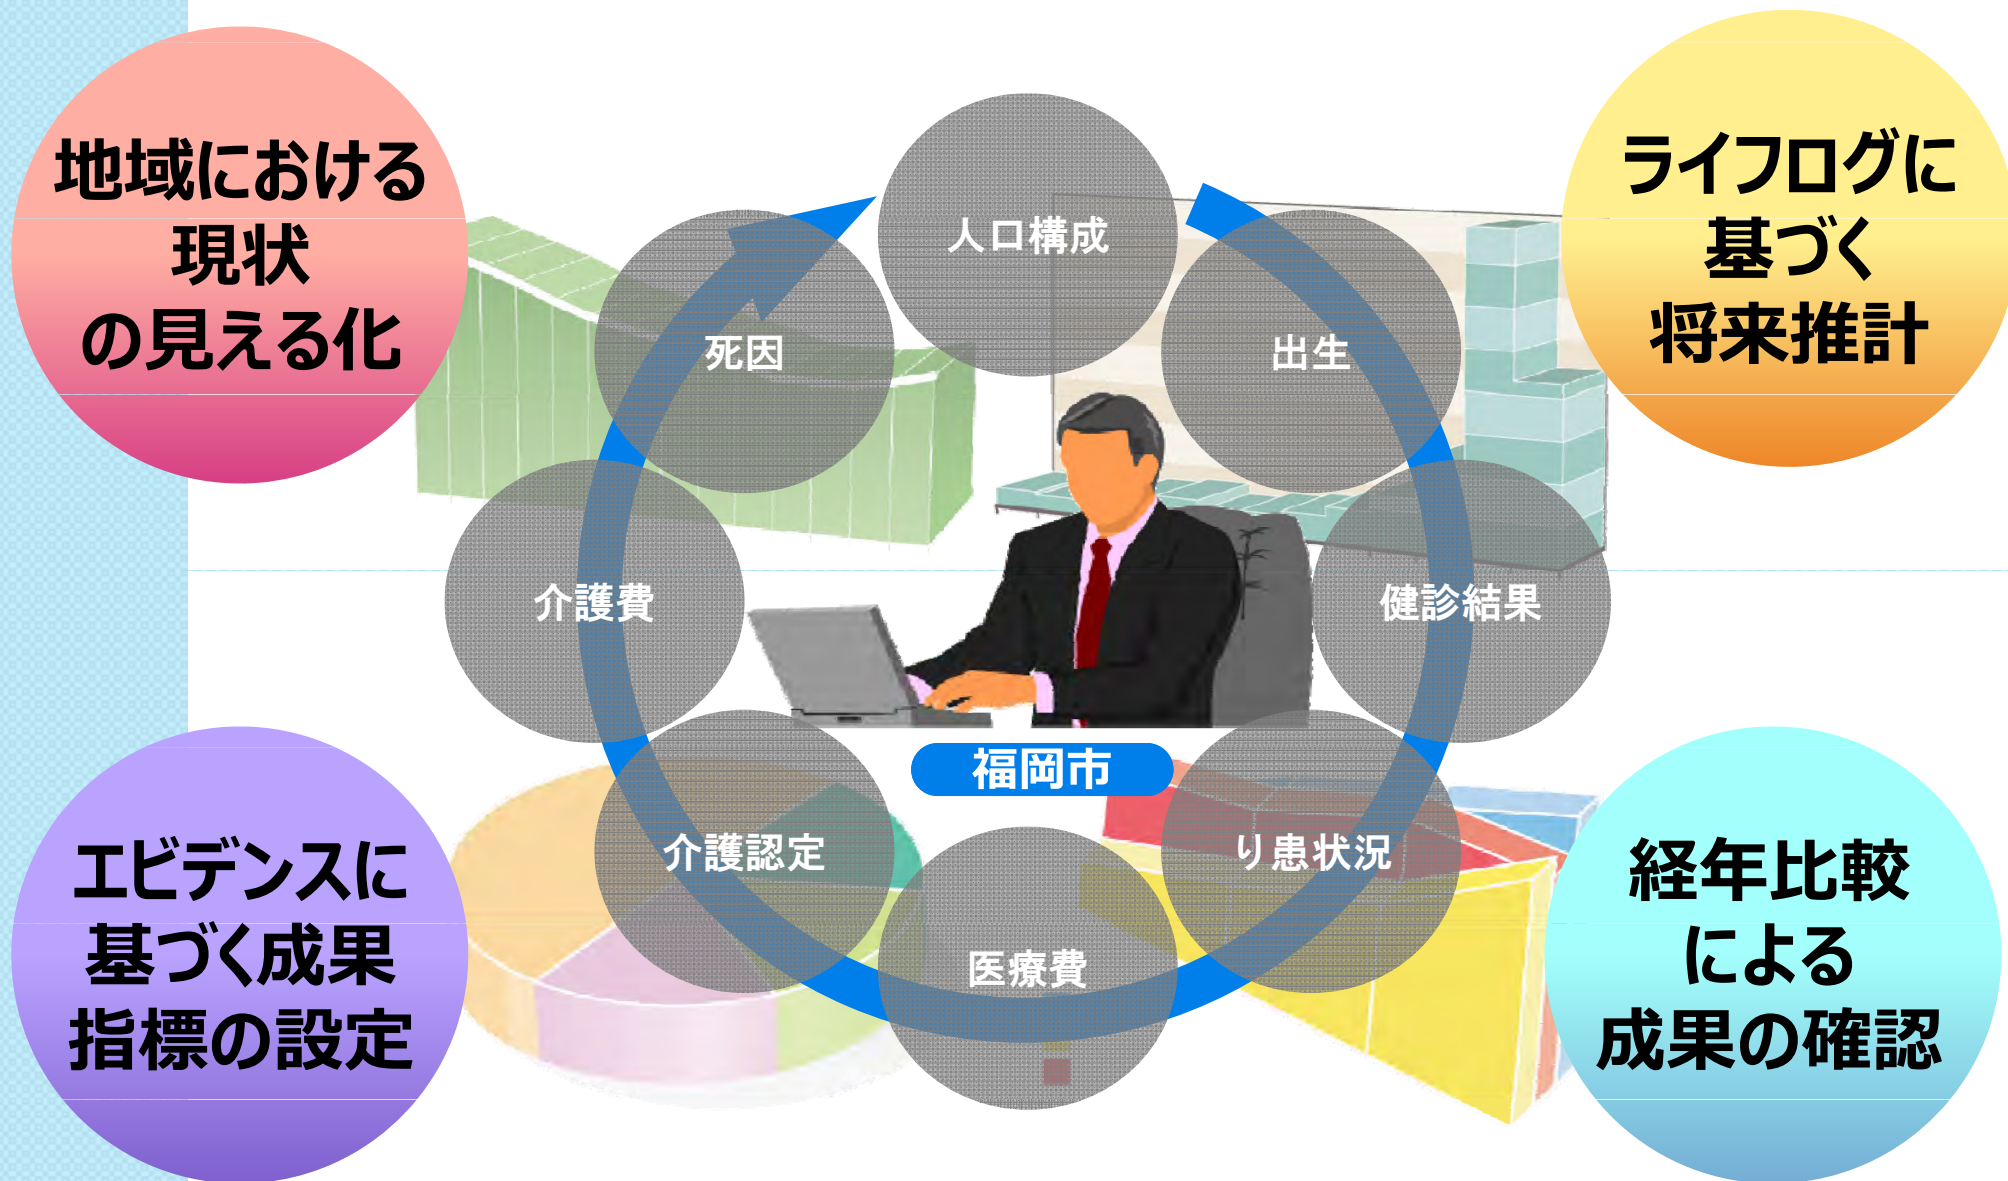 地域における
現状
の見える化
ライフログに
基づく
将来推計
人口構成
出生
健診結果
り患状況
医療費
介護認定
介護費
死因
福岡市
エビデンスに
基づく成果
指標の設定
経年比較
による
成果の確認